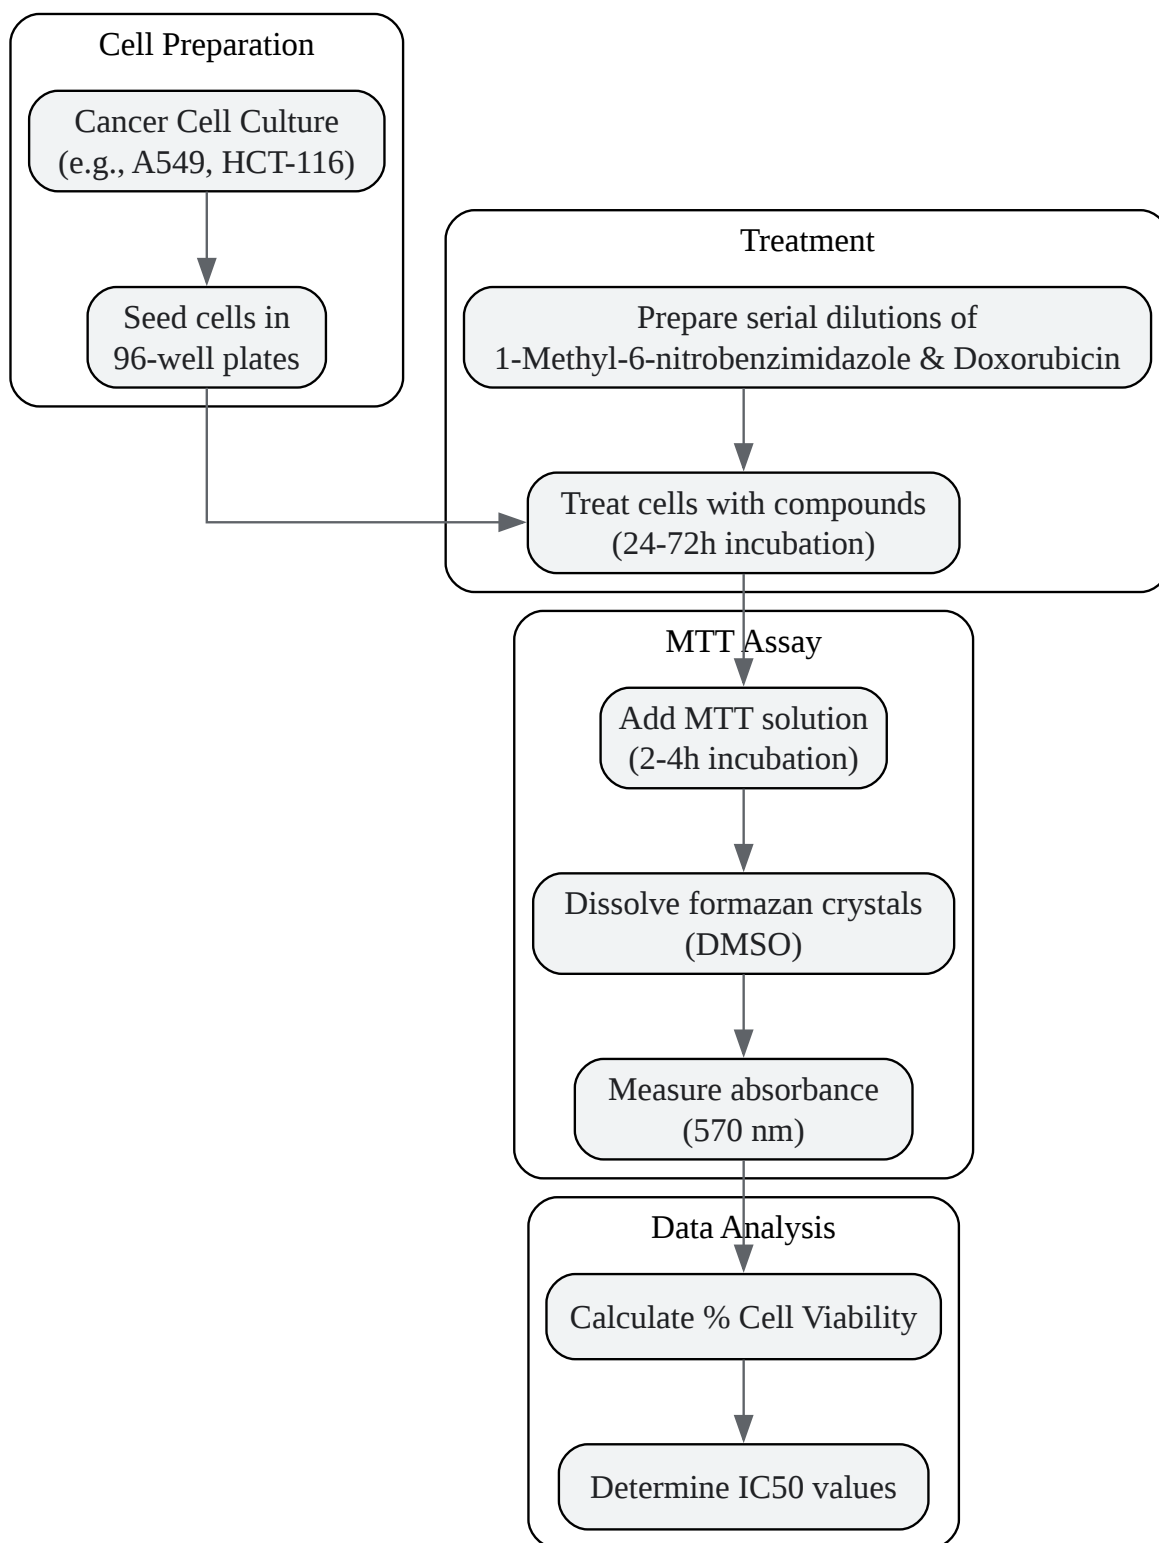 Cell Preparation
Cancer Cell Culture
(e.g., A549, HCT-116)
Seed cells in
96-well plates
Treatment
Prepare serial dilutions of
1-Methyl-6-nitrobenzimidazole & Doxorubicin
Treat cells with compounds
(24-72h incubation)
MTT Assay
Add MTT solution
(2-4h incubation)
Dissolve formazan crystals
(DMSO)
Measure absorbance
(570 nm)
Data Analysis
Calculate % Cell Viability
Determine IC50 values